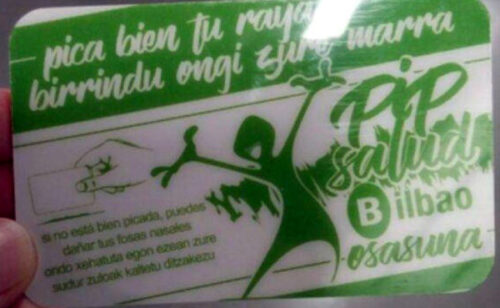 pica bien tu raya
birrindu ongi zure marra
PIP
salud
Bilbao
osasuna
si no está bien picada, puedes
dañar tus fosas nasales
ondo xehatuta egon ezean zure
sudur zuloak kaltetu ditzakezu